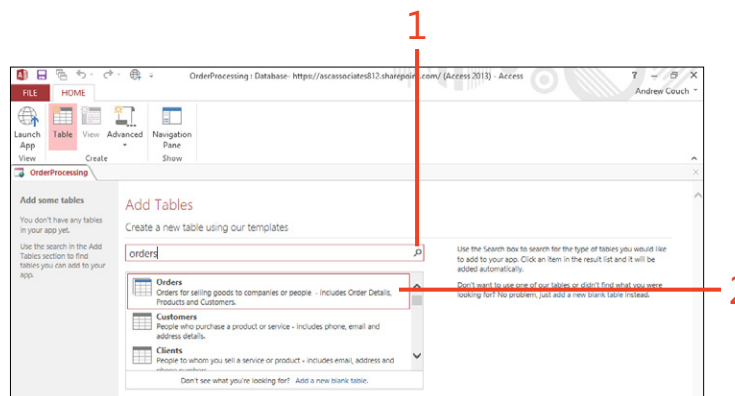 1
OrderProcessing : Database- https://ascassociates812.sharepoint.com/ (Access 2013) - Access
? – X
FILE HOME
Andrew Couch
Launch App
Table
View
Advanced
Navigation Pane
View
Create
Show
OrderProcessing
Add some tables
You don't have any tables
in your app yet.
Use the search in the Add
Tables section to find
tables you can add to your
app.
Add Tables
Create a new table using our templates
orders
Orders
Orders for selling goods to companies or people - includes Order Details,
Products and Customers.
Customers
People who purchase a product or service - includes phone, email and
address details.
Clients
People to whom you sell a service or product - includes email, address and
phone numbers.
Don't see what you're looking for? Add a new blank table.
Use the Search box to search for the type of tables you would like
to add to your app. Click an item in the result list and it will be
added automatically.
Don't want to use one of our tables or didn't find what you were
looking for? No problem, just add a new blank table instead.
2